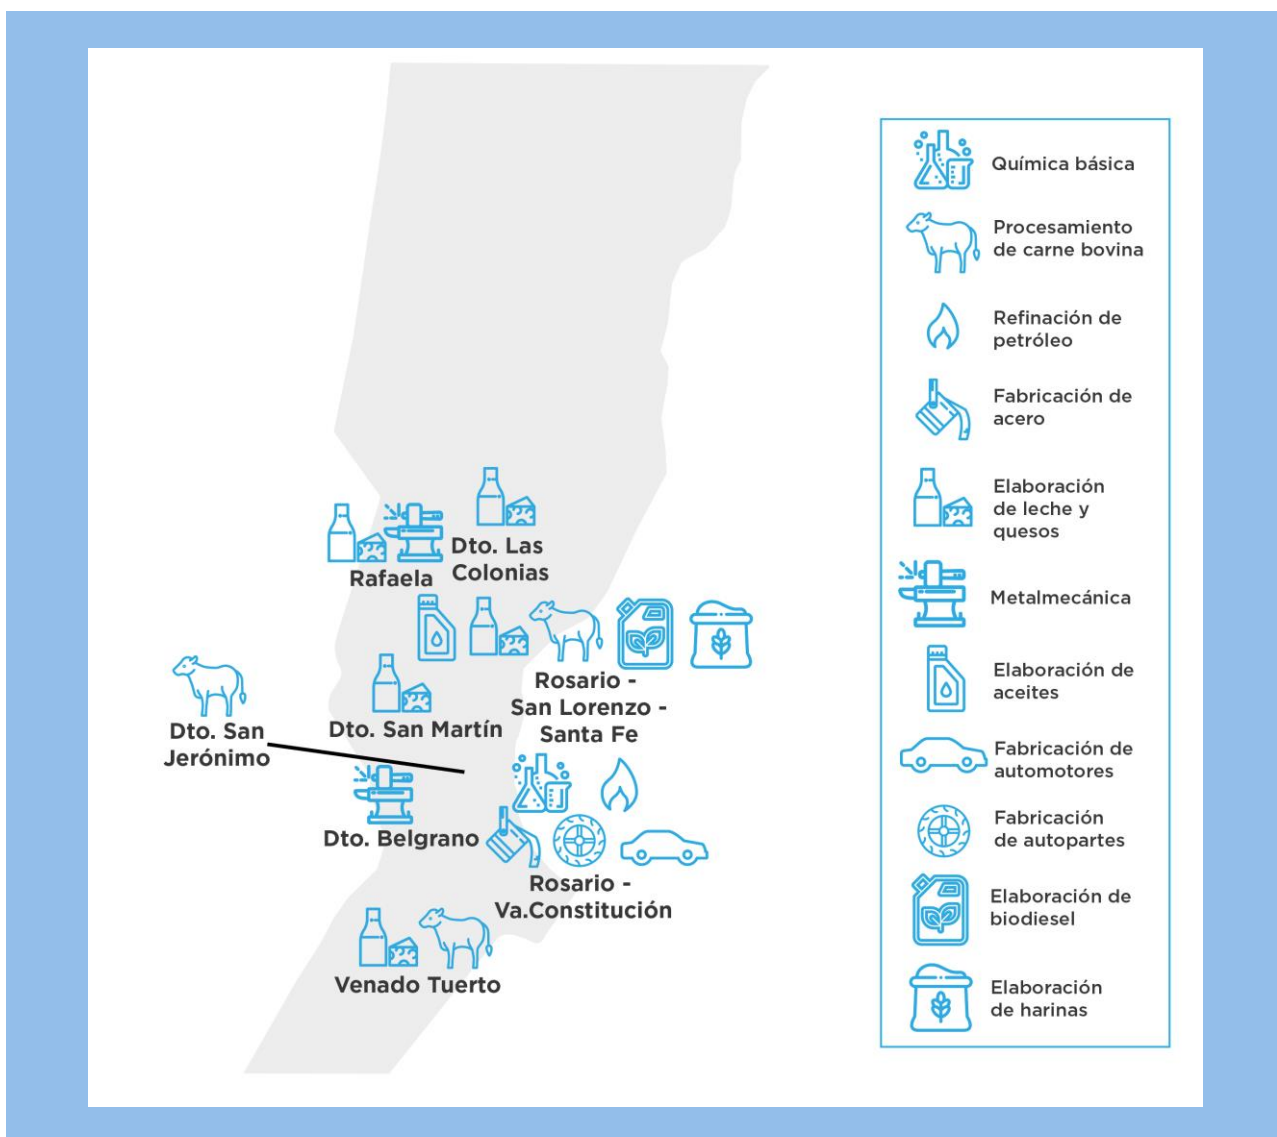 Dto. Las
Colonias
Rafaela
Rosario -
San Lorenzo -
Santa Fe
Dto. San Martín
Dto. San
Jerónimo
Dto. Belgrano
Rosario -
Va.Constitución
Venado Tuerto
Química básica
Procesamiento
de carne bovina
Refinación de
petróleo
Fabricación de
acero
Elaboración
de leche y
quesos
Metalmecánica
Elaboración de
aceites
Fabricación de
automotores
Fabricación
de autopartes
Elaboración de
biodiesel
Elaboración
de harinas